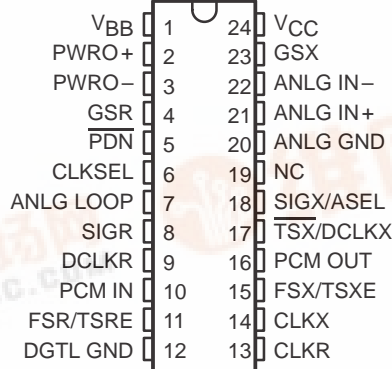 VBB 1 24 VCC
PWRO+ 2 23 GSX
PWRO− 3 22 ANLG IN−
GSR 4 21 ANLG IN+
PDN 5 20 ANLG GND
CLKSEL 6 19 NC
ANLG LOOP 7 18 SIGX/ASEL
SIGR 8 17 TSX/DCLKX
DCLKR 9 16 PCM OUT
PCM IN 10 15 FSX/TSXE
FSR/TSRE 11 14 CLKX
DGTL GND 12 13 CLKR